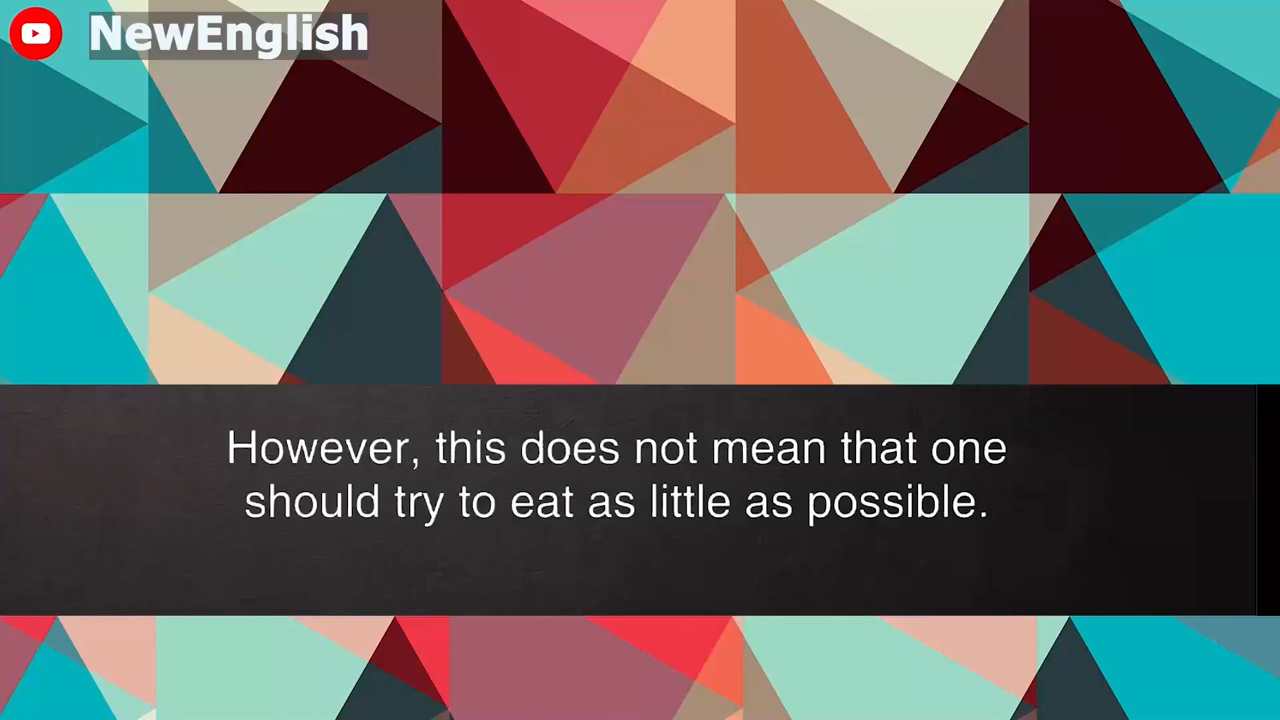 NewEnglish
However, this does not mean that one
should try to eat as little as possible.